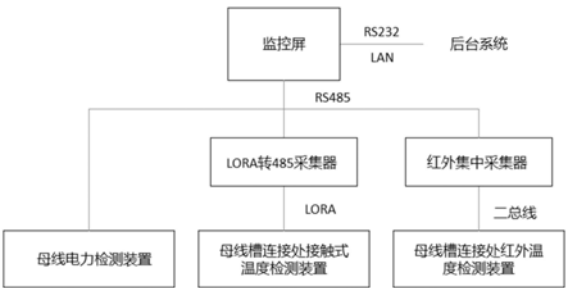 监控屏
RS232
LAN
后台系统
RS485
LORA转485采集器
红外集中采集器
LORA
二总线
母线电力检测装置
母线槽连接处接触式
温度检测装置
母线槽连接处红外温
度检测装置